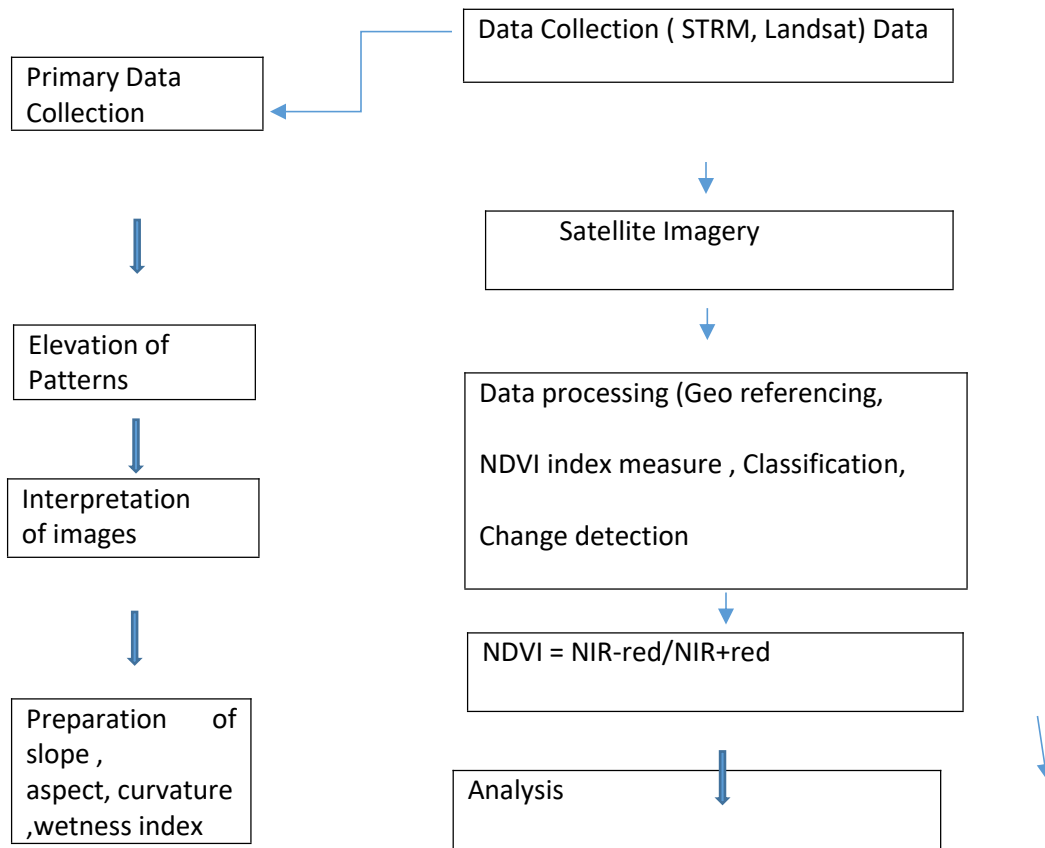 Data Collection ( STRM, Landsat) Data
Primary Data
Collection
Satellite Imagery
Elevation of
Patterns
Data processing (Geo referencing,
NDVI index measure , Classification,
Change detection
Interpretation
of images
NDVI = NIR-red/NIR+red
Preparation of
slope ,
aspect, curvature
,wetness index
Analysis